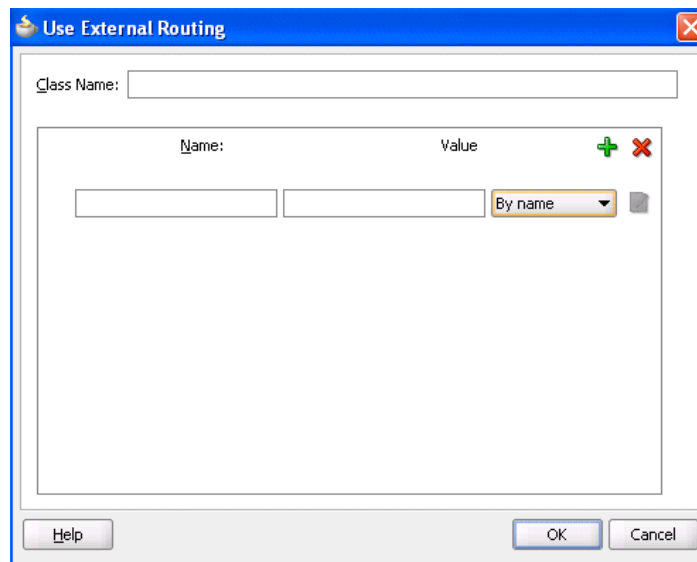 Use External Routing
Class Name:
Name: Value
By name
Help OK Cancel